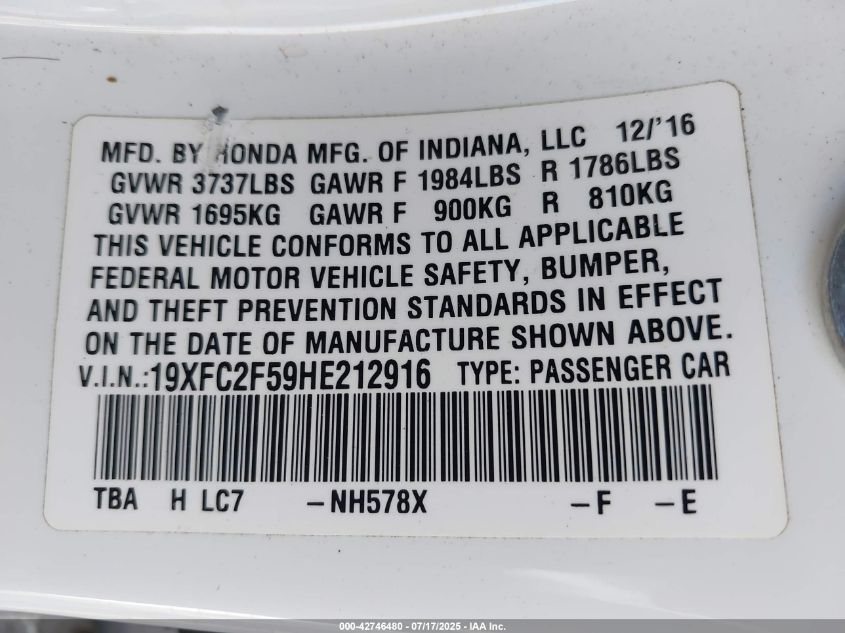 MFD. BY HONDA MFG. OF INDIANA, LLC 12/'16
GVWR 3737LBS GAWR F 1984LBS R 1786LBS
GVWR 1695KG GAWR F 900KG R 810KG
THIS VEHICLE CONFORMS TO ALL APPLICABLE
FEDERAL MOTOR VEHICLE SAFETY, BUMPER,
AND THEFT PREVENTION STANDARDS IN EFFECT
ON THE DATE OF MANUFACTURE SHOWN ABOVE.
V.I.N.:19XFC2F59HE212916 TYPE: PASSENGER CAR
TBA H LC7 –NH578X –F –E
000-42746480 - 07/17/2025 - IAA Inc.